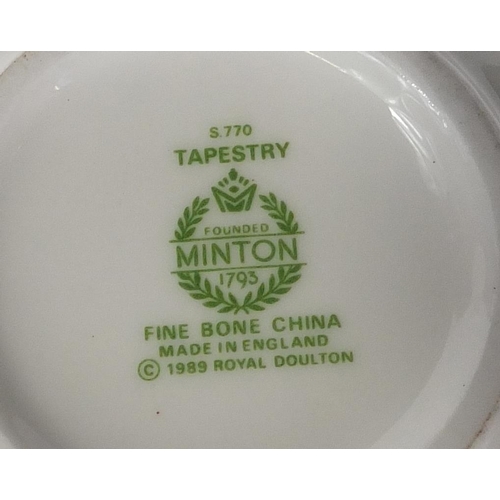 S.770
TAPESTRY
FOUNDED
MINTON
1793
FINE BONE CHINA
MADE IN ENGLAND
© 1989 ROYAL DOULTON